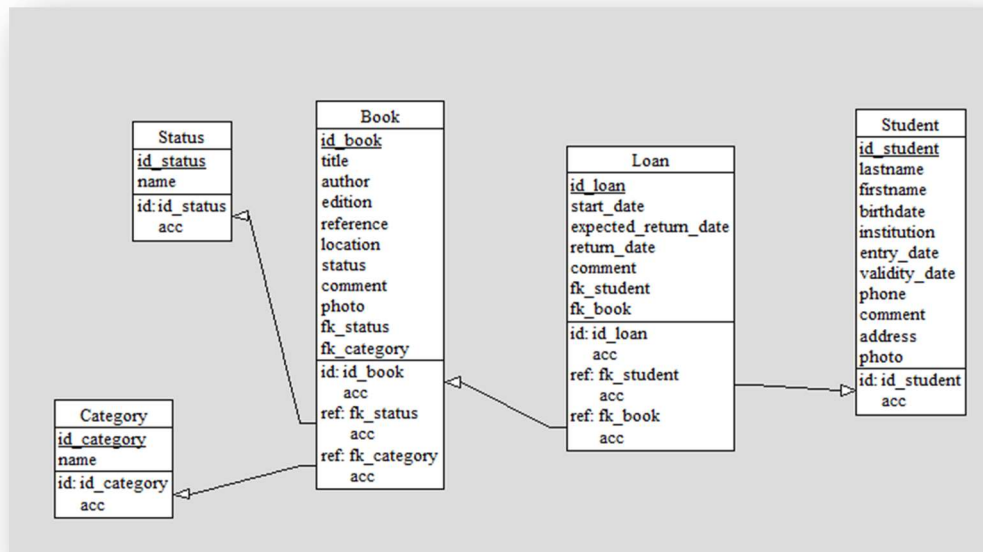 Status
id_status
name
id: id_status
acc
Category
id_category
name
id: id_category
acc
Book
id_book
title
author
edition
reference
location
status
comment
photo
fk_status
fk_category
id: id_book
acc
ref: fk_status
acc
ref: fk_category
acc
Loan
id_loan
start_date
expected_return_date
return_date
comment
fk_student
fk_book
id: id_loan
acc
ref: fk_student
acc
ref: fk_book
acc
Student
id_student
lastname
firstname
birthdate
institution
entry_date
validity_date
phone
comment
address
photo
id: id_student
acc